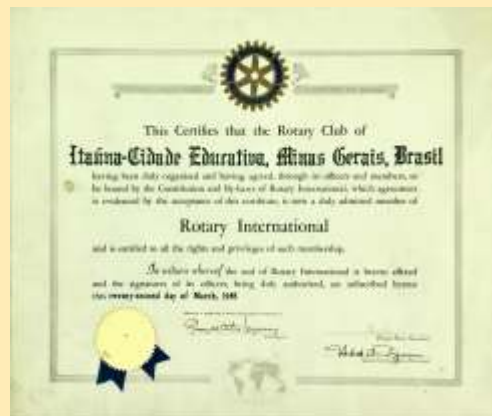 This Certifies that the Rotary Club of
Itaúna-Cidade Educativa, Minas Gerais, Brasil
having been duly organized and having agreed, through its officers and members, to
be bound by the Constitution and By-laws of Rotary International, which agreement
is evidenced by the acceptance of this certificate, is now a duly admitted member of
Rotary International
and is entitled to all the rights and privileges of such membership.
In witness whereof the seal of Rotary International is hereto affixed
and the signatures of its officers, being duly authorized, are subscribed hereto
this twenty-second day of March,